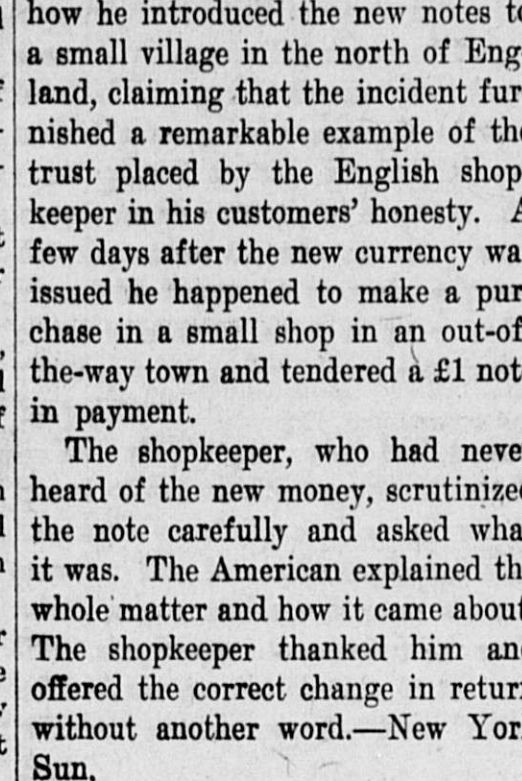 how he introduced the new notes t
a small village in the north of Eng
land, claiming that the incident fur
nished a remarkable example of th
trust placed by the English shop
keeper in his customers' honesty. A
few days after the new currency wa
issued he happened to make a pur
chase in a small shop in an out-of
the-way town and tendered a £1 not
in payment.
The shopkeeper, who had neve
heard of the new money, scrutinize
the note carefully and asked wha
it was. The American explained th
whole matter and how it came about
The shopkeeper thanked him an
offered the correct change in retur
without another word.—New Yor
Sun.